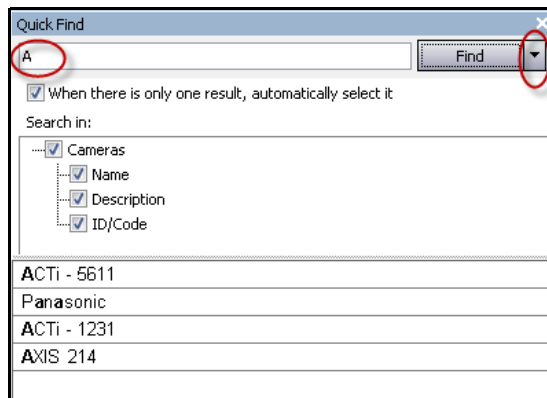 Quick Find
A
Find
When there is only one result, automatically select it
Search in:
Cameras
Name
Description
ID/Code
ACTi - 5611
Panasonic
ACTi - 1231
AXIS 214